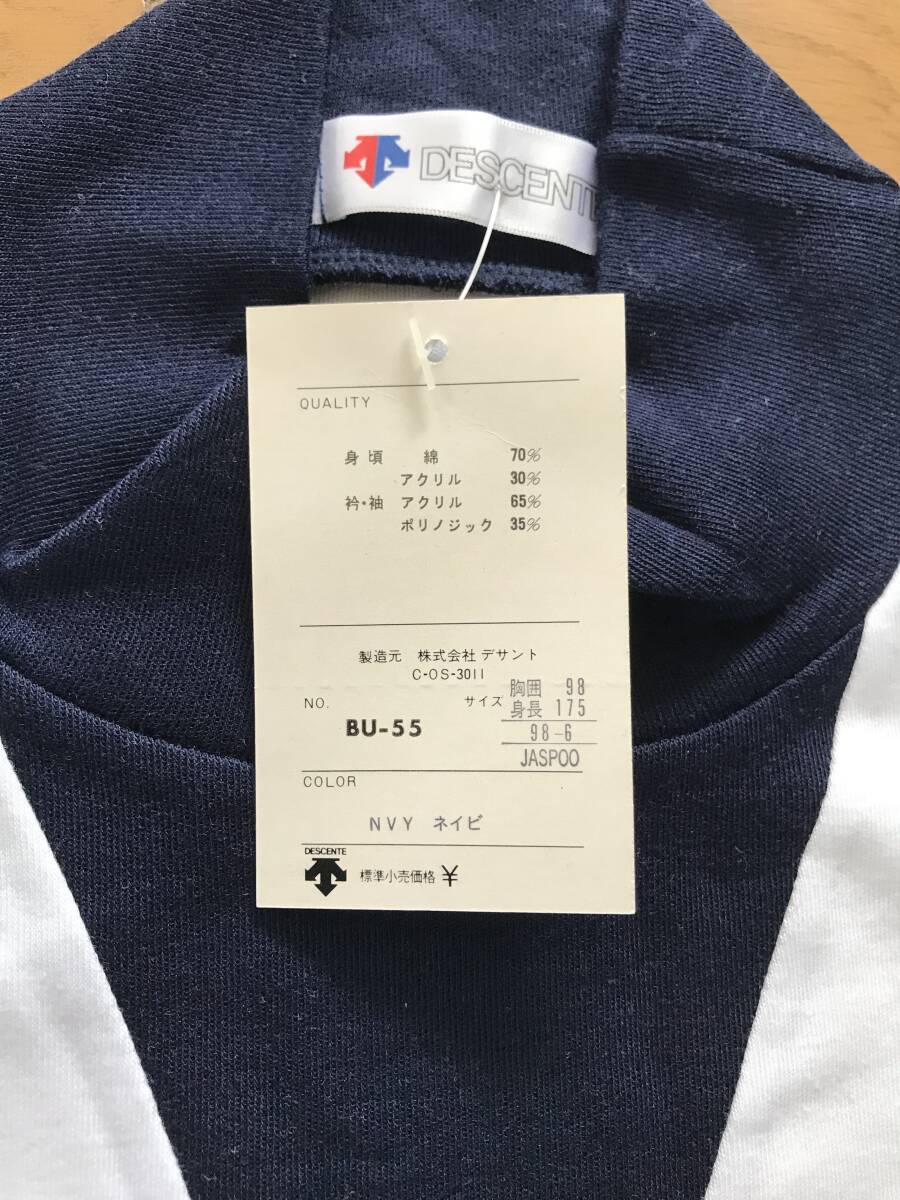 DESCENTE
QUALITY
身頃 綿 70%
アクリル 30%
衿・袖 アクリル 65%
ポリノジック 35%
製造元 株式会社 デサント
C-OS-3011
NO. BU-55
サイズ 胸囲 98
身長 175
98-6
JASPOO
COLOR
NVY ネイビ
DESCENTE
標準小売価格 ¥